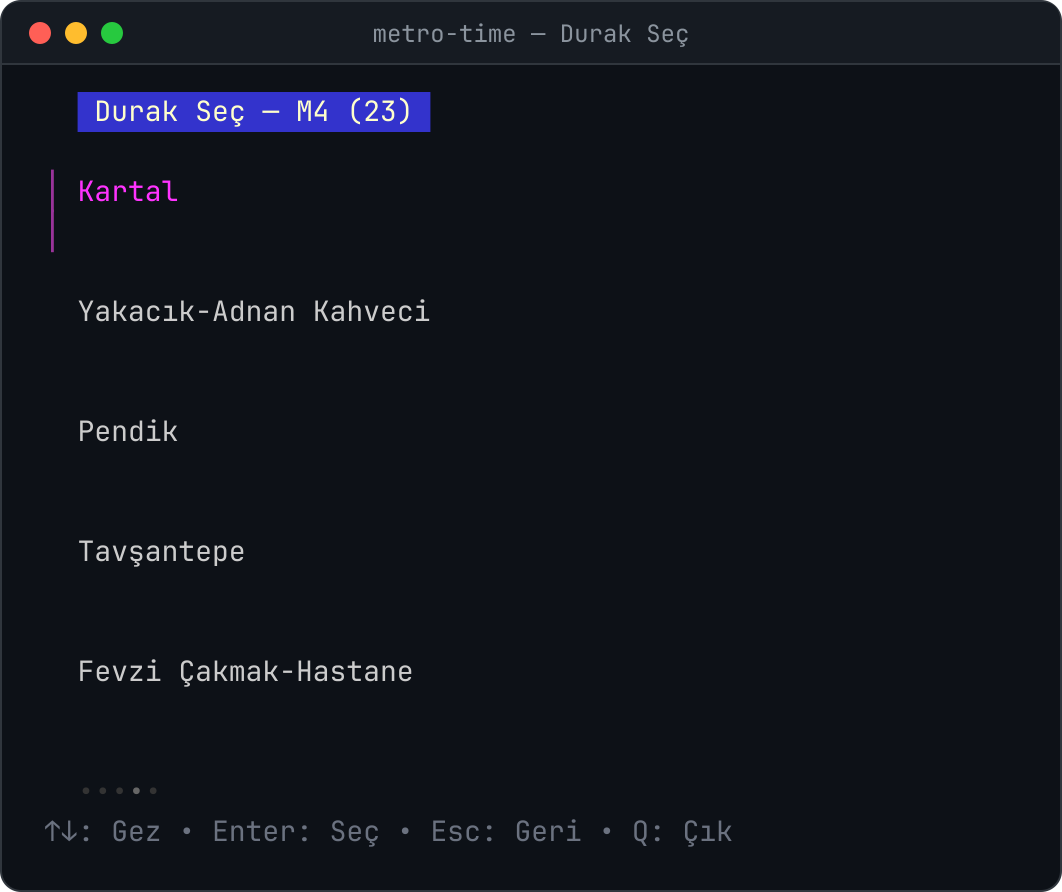 metro-time — Durak Seç
Durak Seç — M4 (23)
Kartal
Yakacık-Adnan Kahveci
Pendik
Tavşantepe
Fevzi Çakmak-Hastane
•••••
↑↓: Gez • Enter: Seç • Esc: Geri • Q: Çık